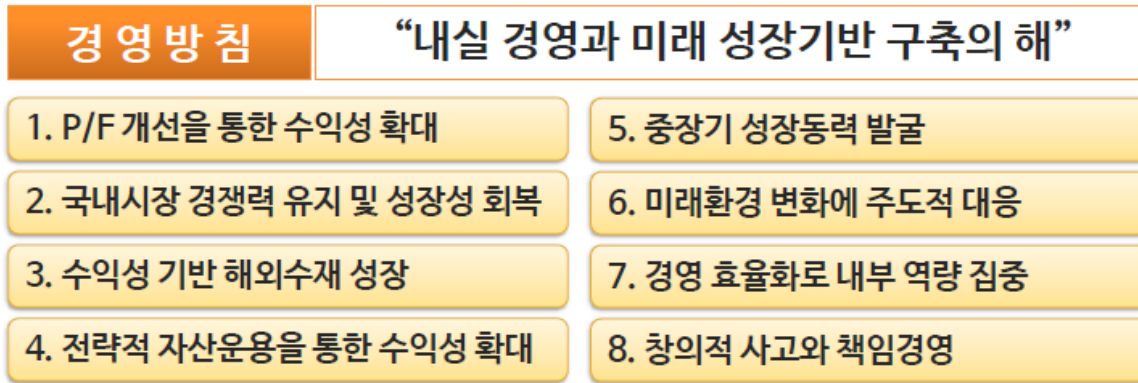 경영방침
“내실 경영과 미래 성장기반 구축의 해”
1. P/F 개선을 통한 수익성 확대
2. 국내시장 경쟁력 유지 및 성장성 회복
3. 수익성 기반 해외수재 성장
4. 전략적 자산운용을 통한 수익성 확대
5. 중장기 성장동력 발굴
6. 미래환경 변화에 주도적 대응
7. 경영 효율화로 내부 역량 집중
8. 창의적 사고와 책임경영